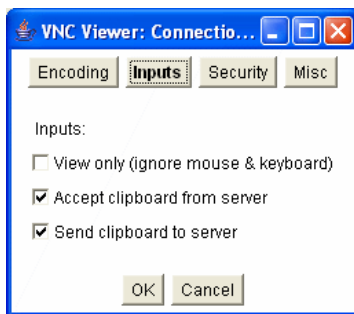 VNC Viewer: Connectio...
Encoding Inputs Security Misc
Inputs:
View only (ignore mouse & keyboard)
Accept clipboard from server
Send clipboard to server
OK Cancel